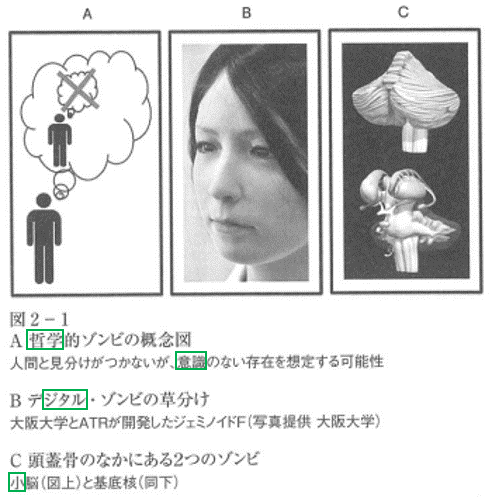 A
B
C
図2－1
A 哲学的ゾンビの概念図
人間と見分けがつかないが、意識のない存在を想定する可能性
B デジタル・ゾンビの草分け
大阪大学とATRが開発したジェミノイドF(写真提供 大阪大学)
C 頭蓋骨のなかにある2つのゾンビ
小脳(図上)と基底核(同下)